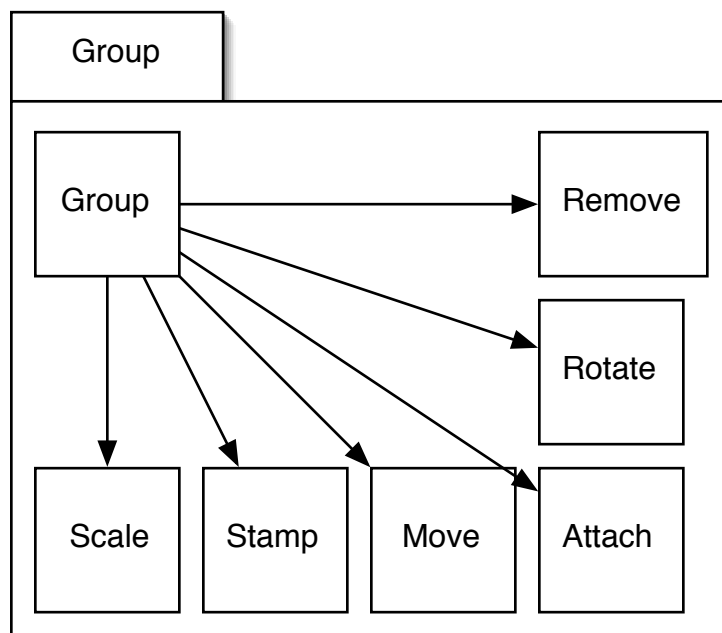 Group
Group
Remove
Rotate
Scale
Stamp
Move
Attach